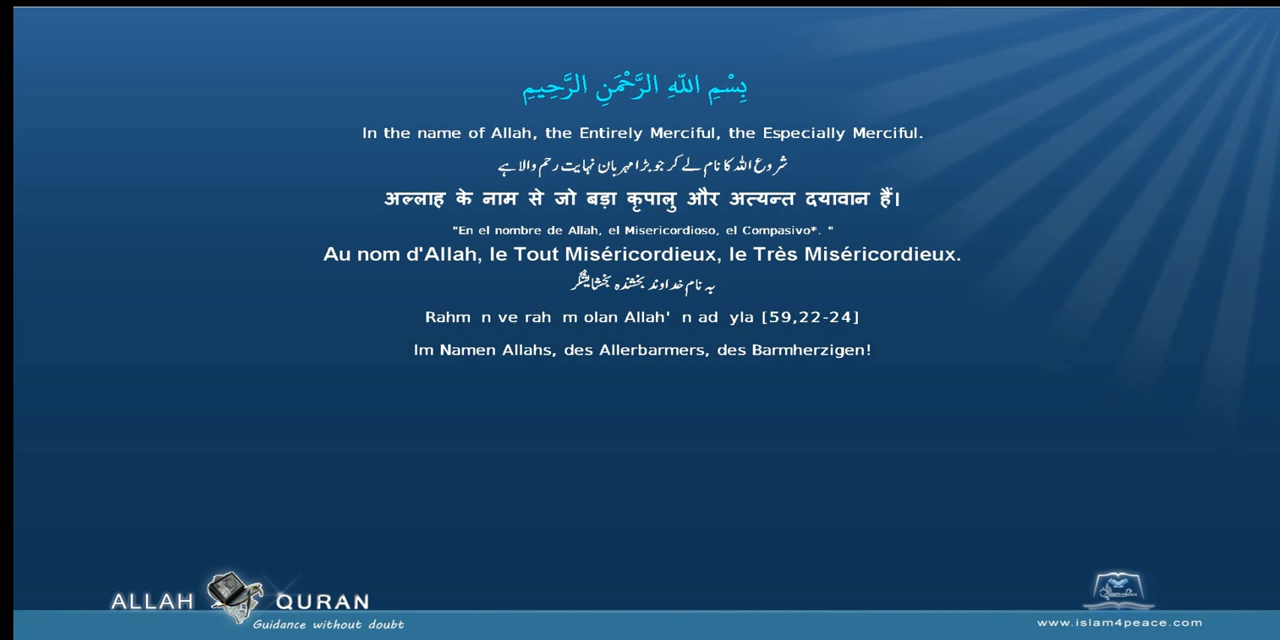 بِسْمِ اللّهِ الرَّحْمَنِ الرَّحِيمِ
In the name of Allah, the Entirely Merciful, the Especially Merciful.
شروع الله کا نام لے کر جو بڑا مہربان نہایت رحم والا ہے
अल्लाह के नाम से जो बड़ा कृपालु और अत्यन्त दयावान हैं।
"En el nombre de Allah, el Misericordioso, el Compasivo*. "
Au nom d'Allah, le Tout Miséricordieux, le Très Miséricordieux.
به نام خداوند بخشنده بخشایشگر
Rahm n ve rah m olan Allah' n ad yla [59,22-24]
Im Namen Allahs, des Allerbarmers, des Barmherzigen!
ALLAH QURAN
Guidance without doubt
www.islam4peace.com